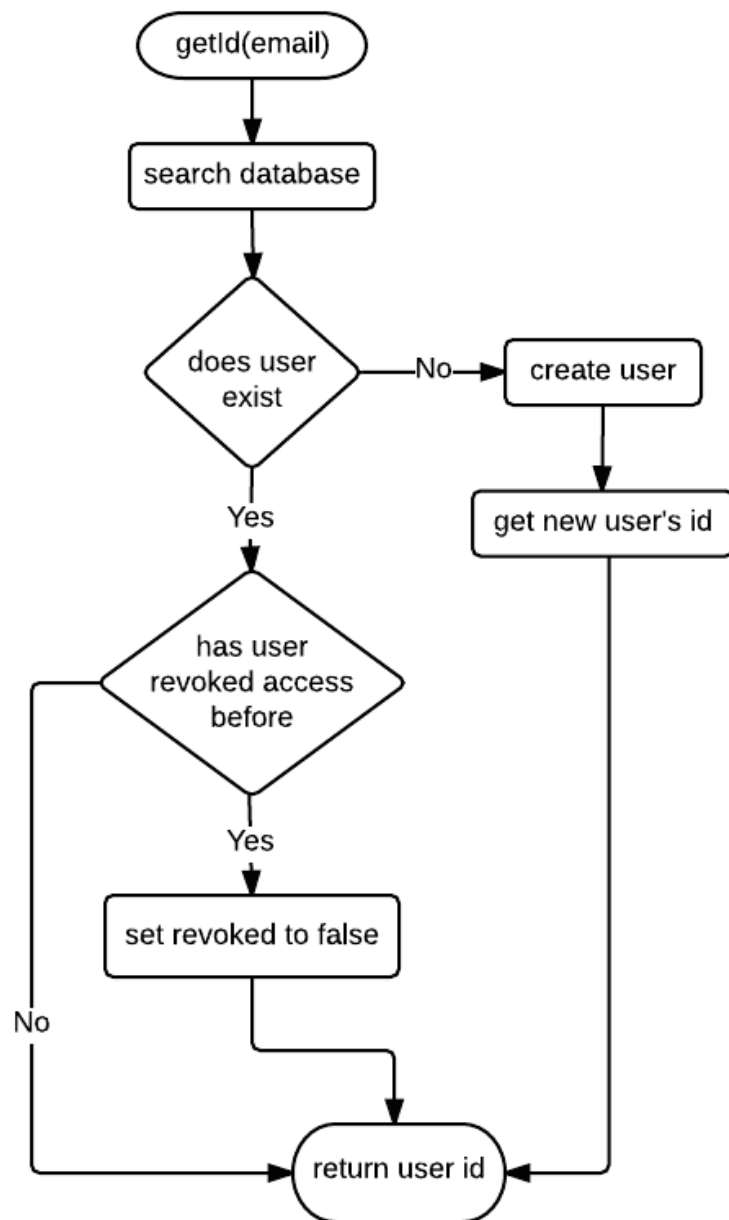 getId(email)
search database
does user
exist
No
create user
Yes
get new user's id
has user
revoked access
before
Yes
set revoked to false
No
return user id